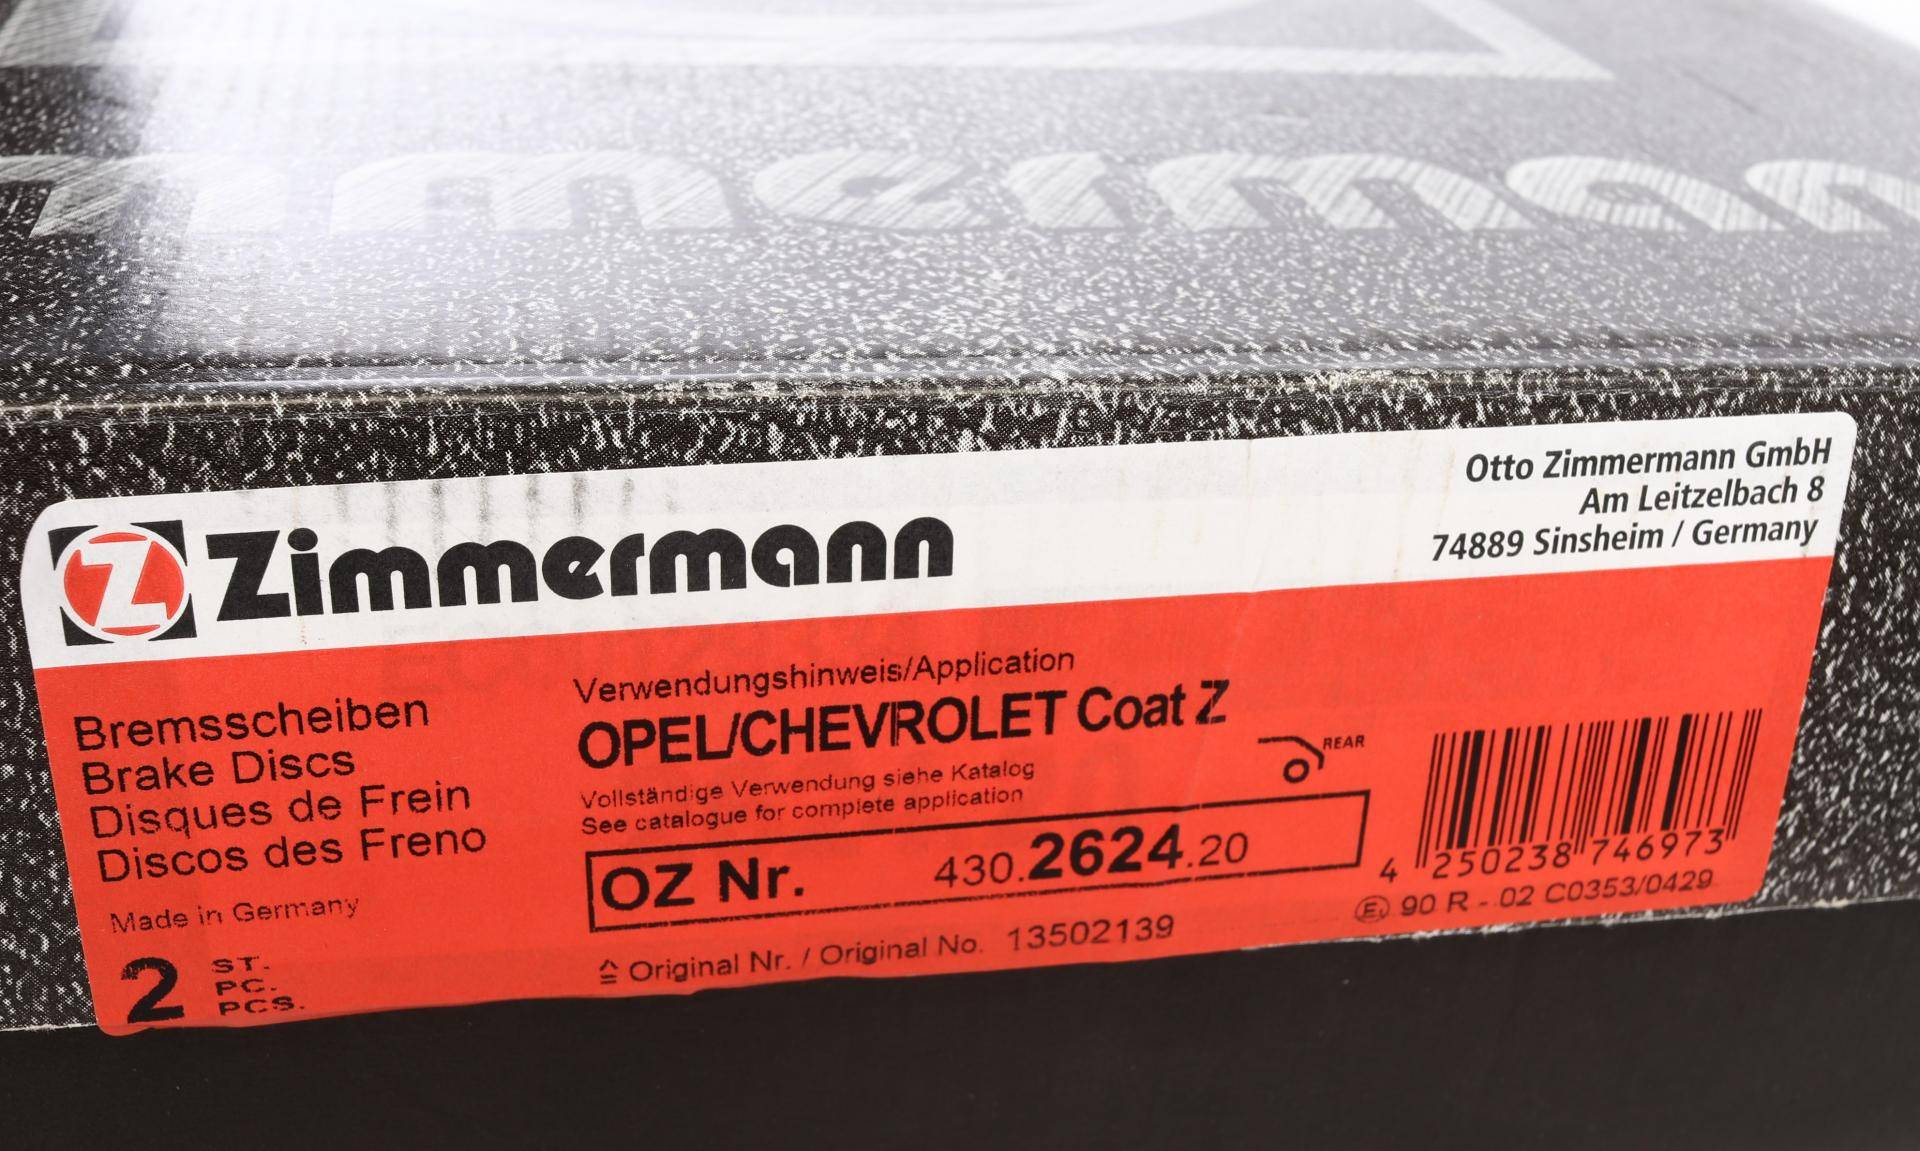 Zimmermann
Otto Zimmermann GmbH
Am Leitzelbach 8
74889 Sinsheim / Germany
Bremsscheiben
Brake Discs
Disques de Frein
Discos des Freno
Made in Germany
2 ST.
PC.
PCS.
Verwendungshinweis/Application
OPEL/CHEVROLET Coat Z
Vollständige Verwendung siehe Katalog
See catalogue for complete application
REAR
OZ Nr. 430.2624.20
≙ Original Nr. / Original No. 13502139
4 250238 746973
90 R - 02 C0353/0429